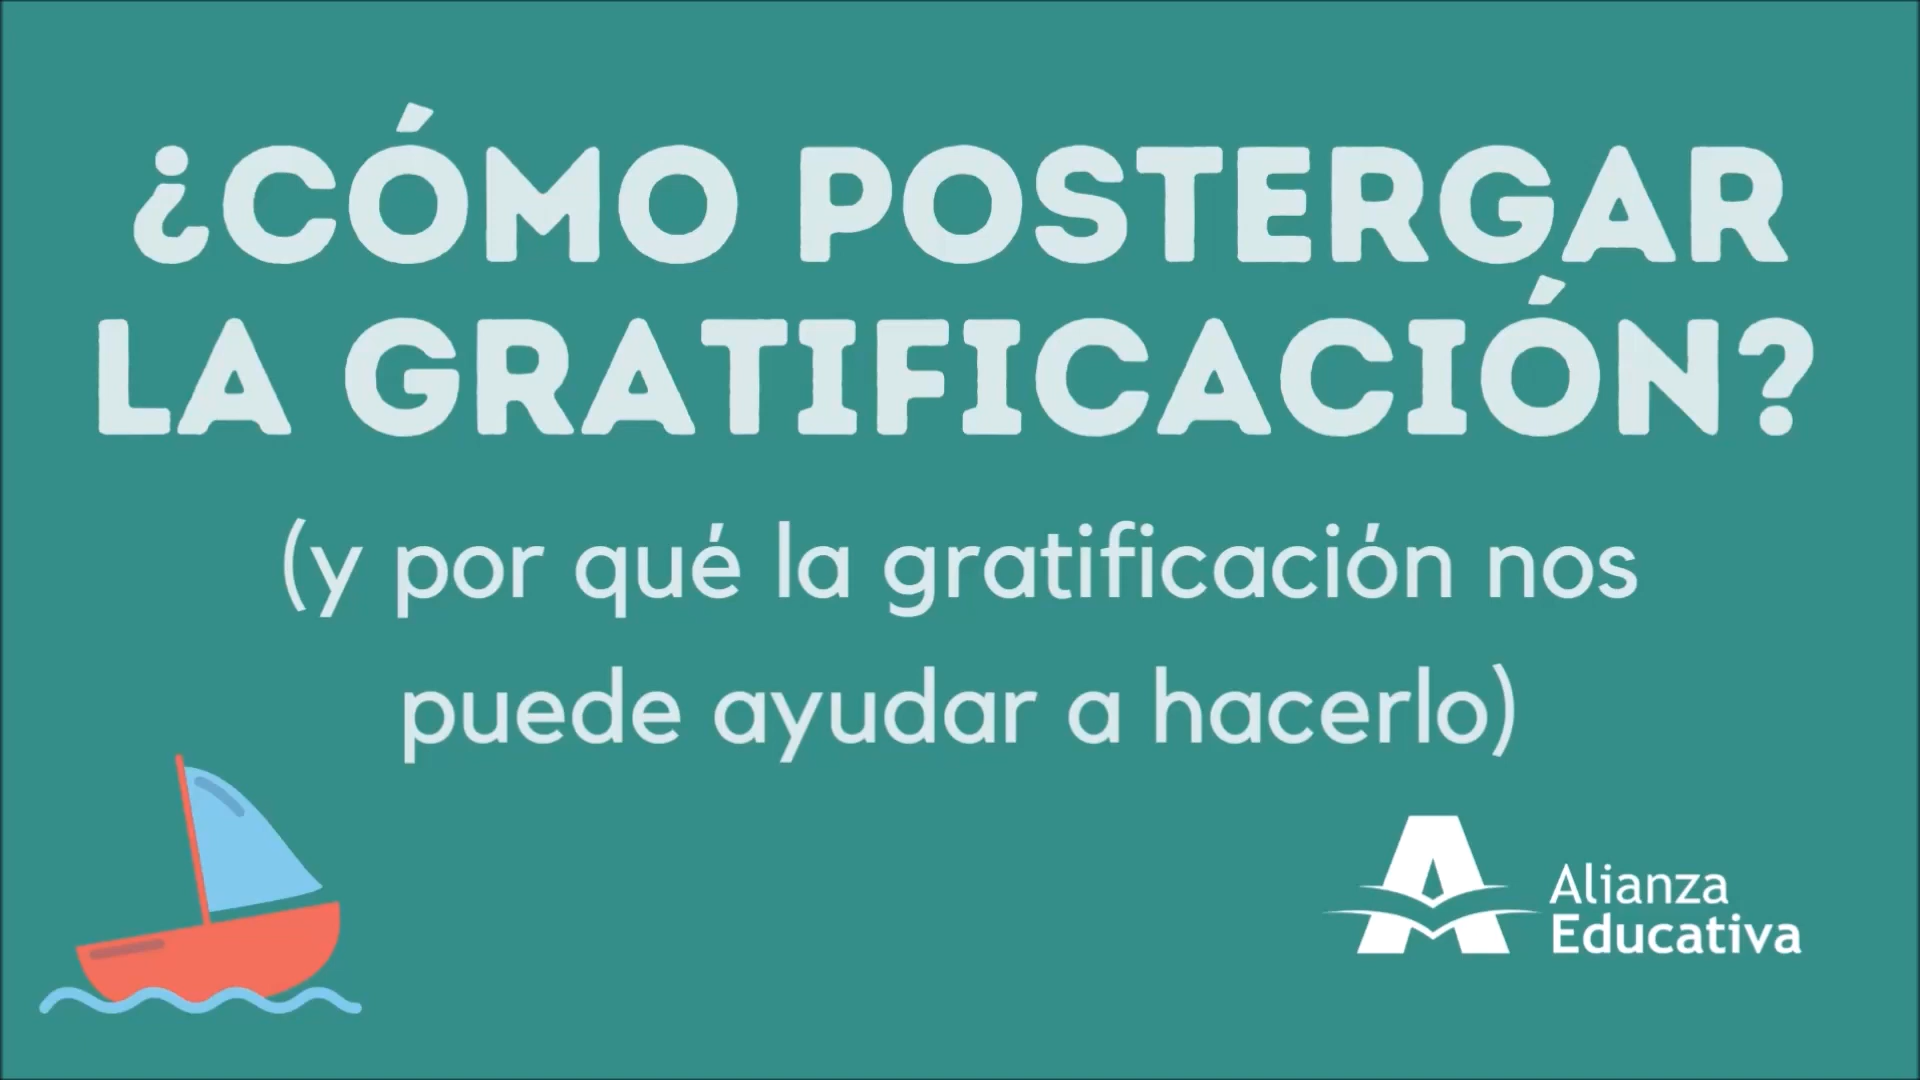 ¿CÓMO POSTERGAR
LA GRATIFICACIÓN?
(y por qué la gratificación nos
puede ayudar a hacerlo)
Alianza
Educativa